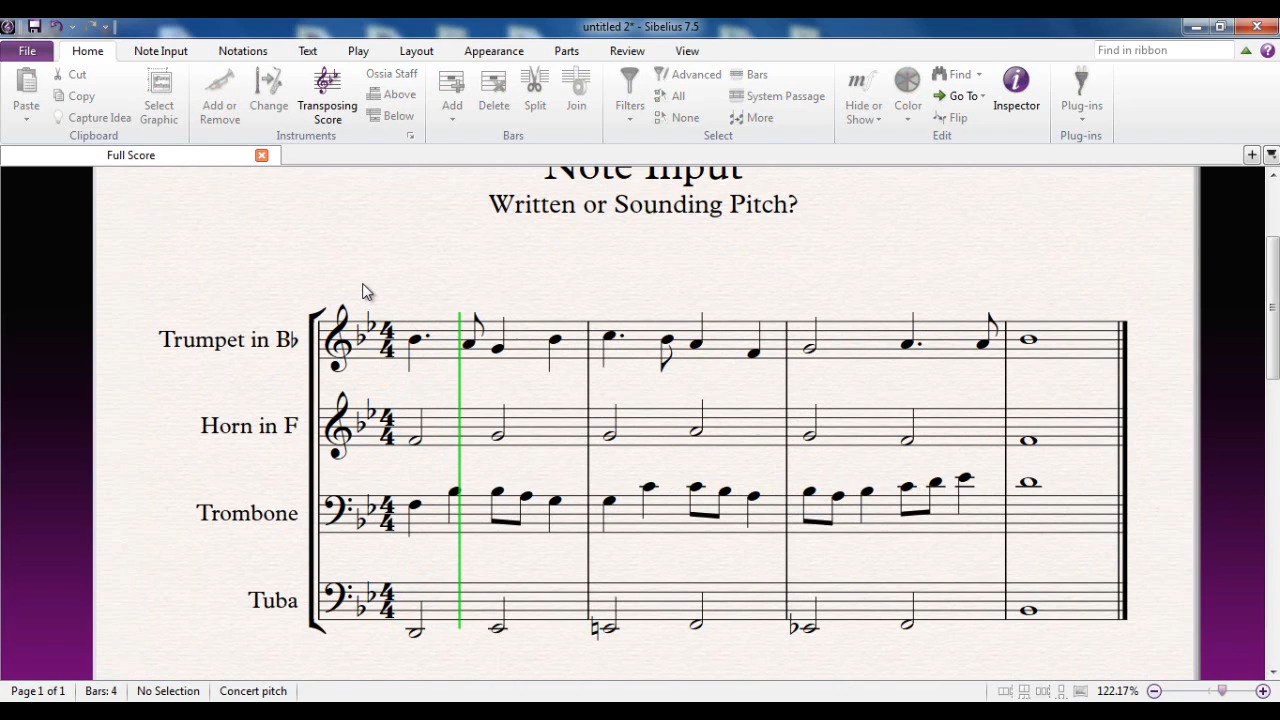 untitled 2* - Sibelius 7.5
File Home Note Input Notations Text Play Layout Appearance Parts Review View Find in ribbon
Paste Cut Copy Capture Idea Select Graphic Clipboard
Add or Remove Change Transposing Score Ossia Staff Above Below Instruments
Add Delete Split Join Bars
Filters Advanced All None Bars System Passage More Select
mf Hide or Show Color Find Go To Flip Inspector Edit
Plug-ins Plug-ins
Full Score
Note Input
Written or Sounding Pitch?
Trumpet in B♭
Horn in F
Trombone
Tuba
Page 1 of 1 Bars: 4 No Selection Concert pitch 122.17%